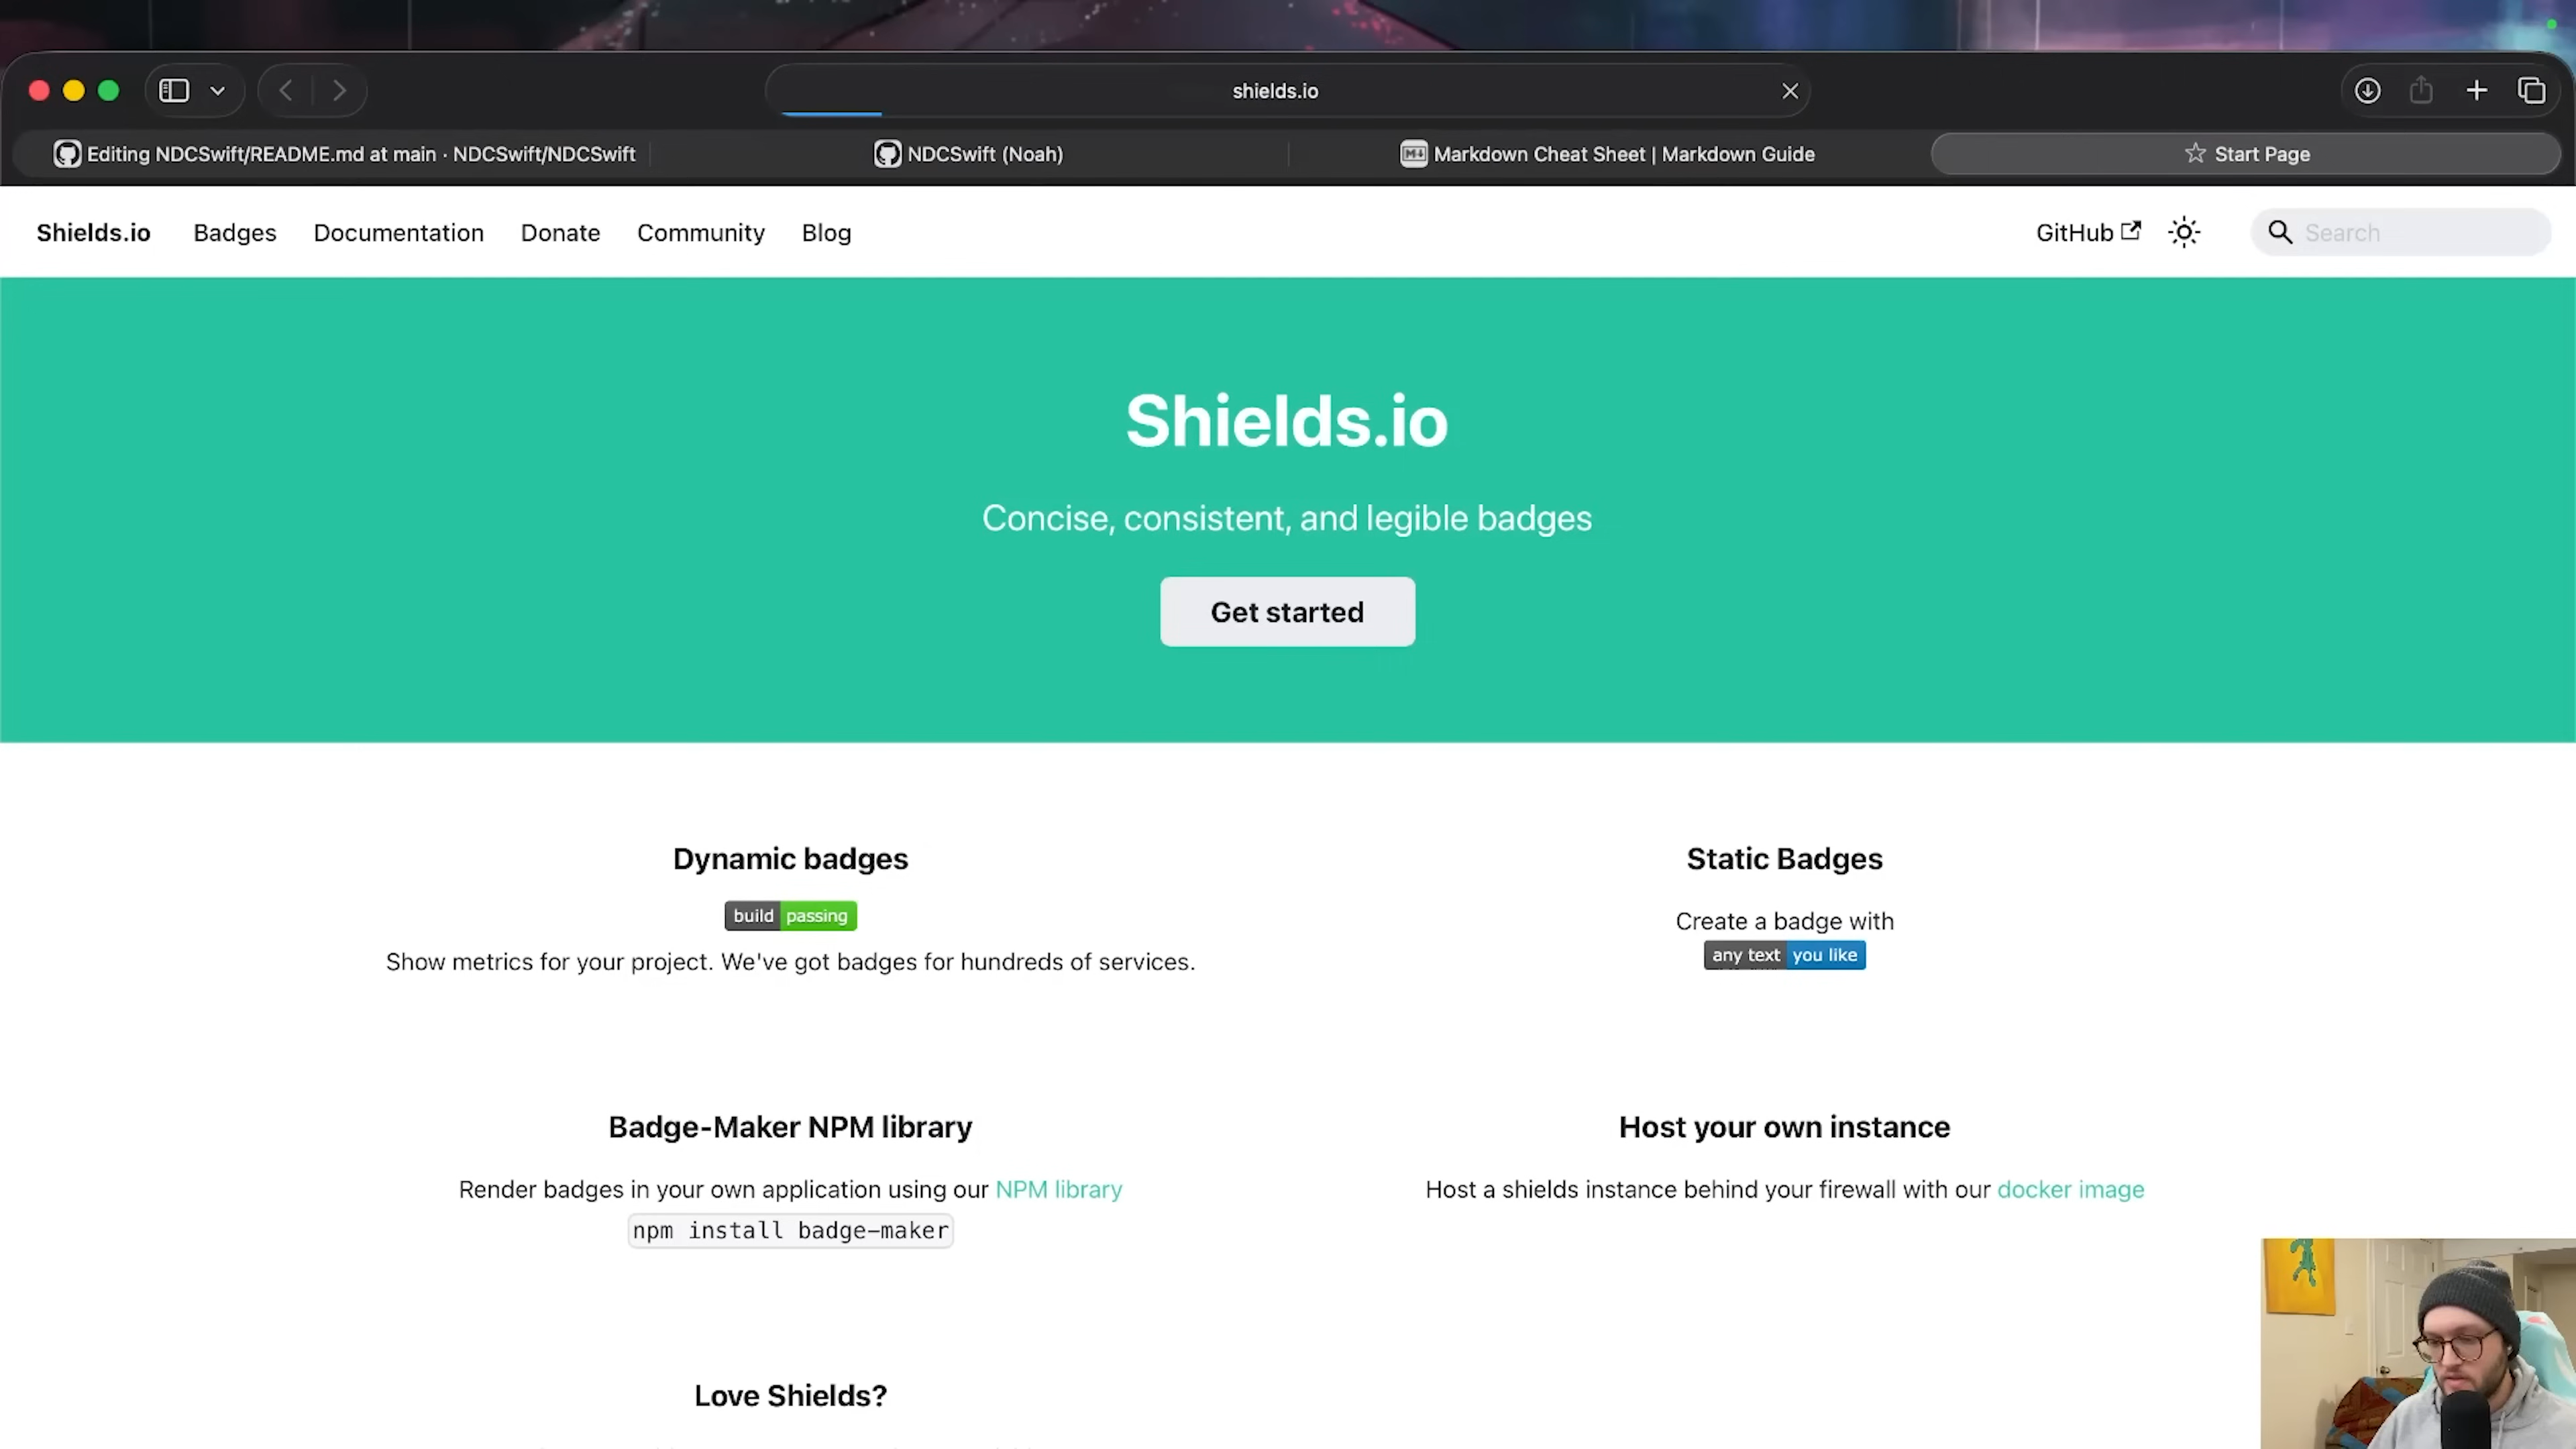 shields.io
Editing NDCSwift/README.md at main · NDCSwift/NDCSwift
NDCSwift (Noah)
Markdown Cheat Sheet | Markdown Guide
Start Page
Shields.io Badges Documentation Donate Community Blog GitHub Search
Shields.io
Concise, consistent, and legible badges
Get started
Dynamic badges
build passing
Show metrics for your project. We've got badges for hundreds of services.
Static Badges
Create a badge with
any text you like
Badge-Maker NPM library
Render badges in your own application using our NPM library
npm install badge-maker
Host your own instance
Host a shields instance behind your firewall with our docker image
Love Shields?